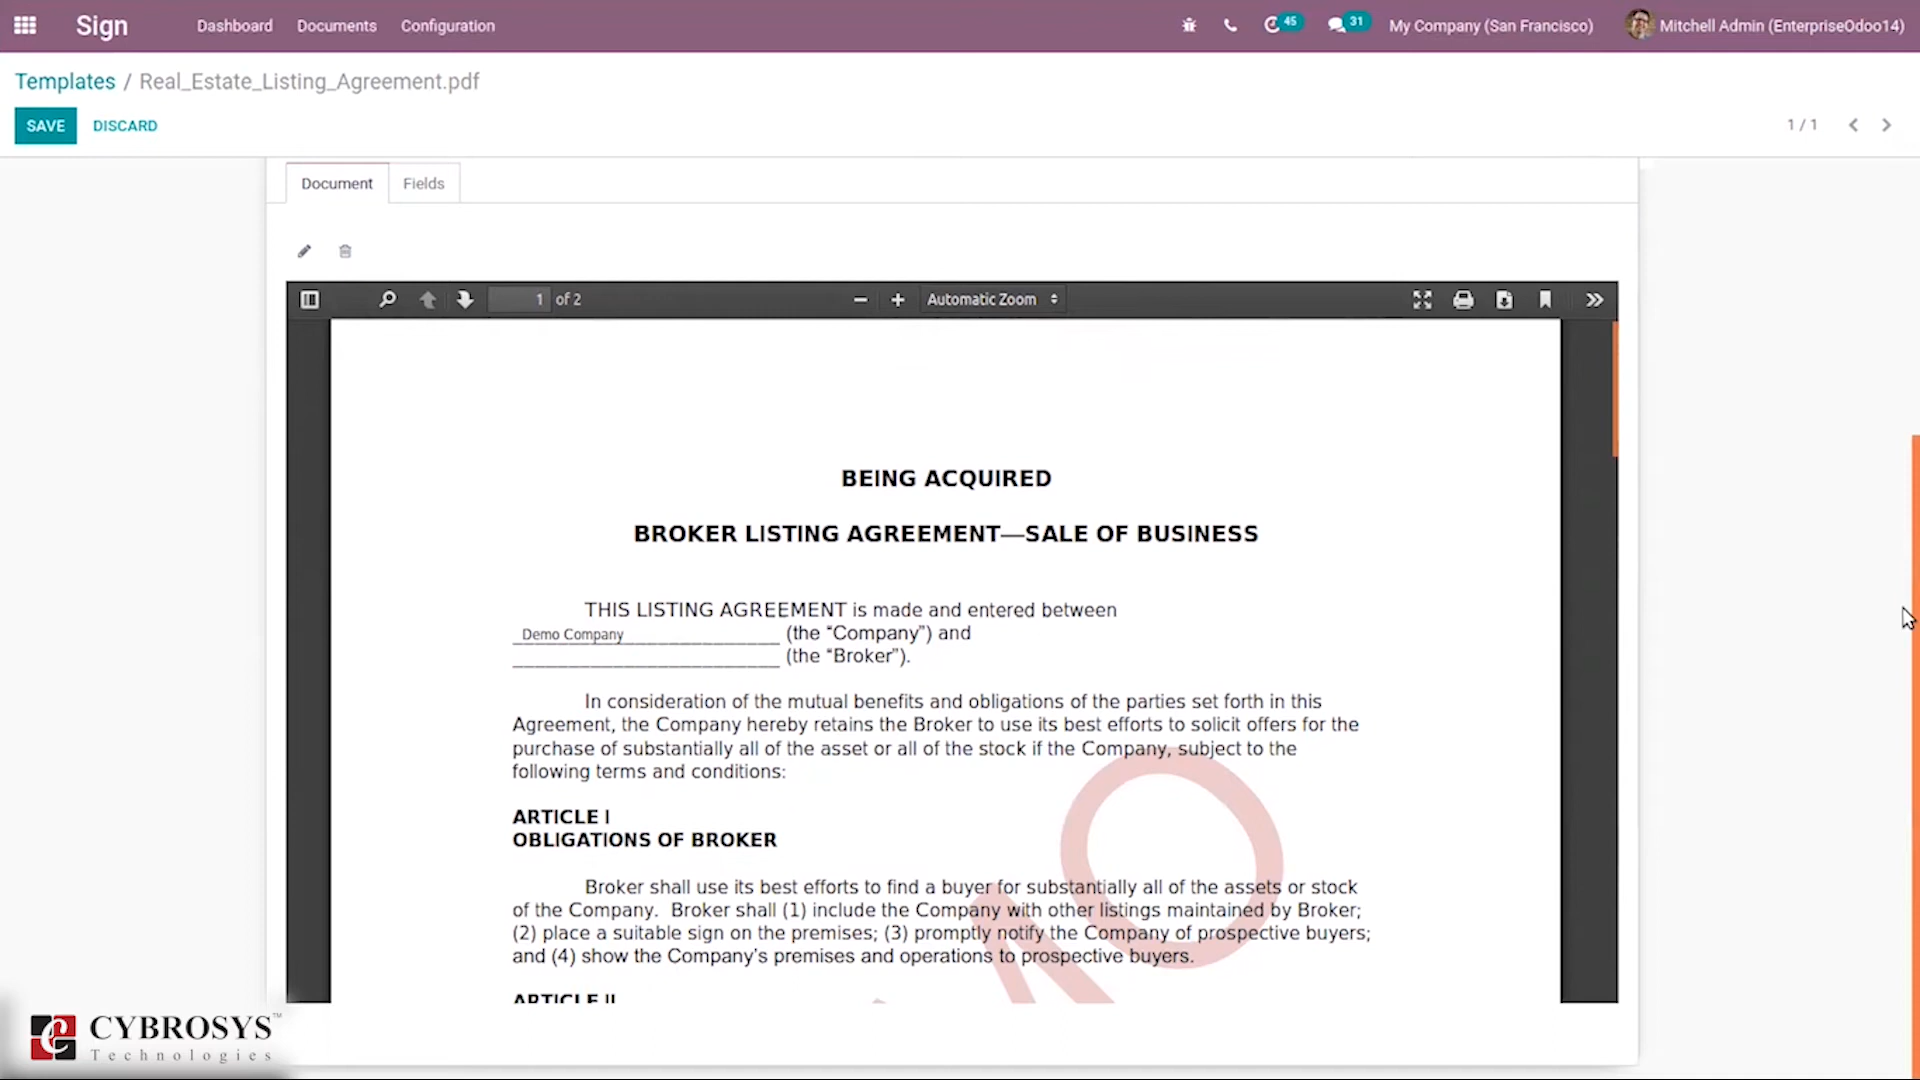 Sign
Dashboard
Documents
Configuration
45
31
My Company (San Francisco)
Mitchell Admin (EnterpriseOdoo14)
Templates / Real_Estate_Listing_Agreement.pdf
SAVE
DISCARD
1 / 1
Document
Fields
1 of 2
Automatic Zoom
BEING ACQUIRED
BROKER LISTING AGREEMENT—SALE OF BUSINESS
THIS LISTING AGREEMENT is made and entered between
Demo Company (the “Company”) and
(the “Broker”).
In consideration of the mutual benefits and obligations of the parties set forth in this
Agreement, the Company hereby retains the Broker to use its best efforts to solicit offers for the
purchase of substantially all of the asset or all of the stock if the Company, subject to the
following terms and conditions:
ARTICLE I
OBLIGATIONS OF BROKER
Broker shall use its best efforts to find a buyer for substantially all of the assets or stock
of the Company. Broker shall (1) include the Company with other listings maintained by Broker;
(2) place a suitable sign on the premises; (3) promptly notify the Company of prospective buyers;
and (4) show the Company’s premises and operations to prospective buyers.
ARTICLE II
CYBROSYS™
Technologies